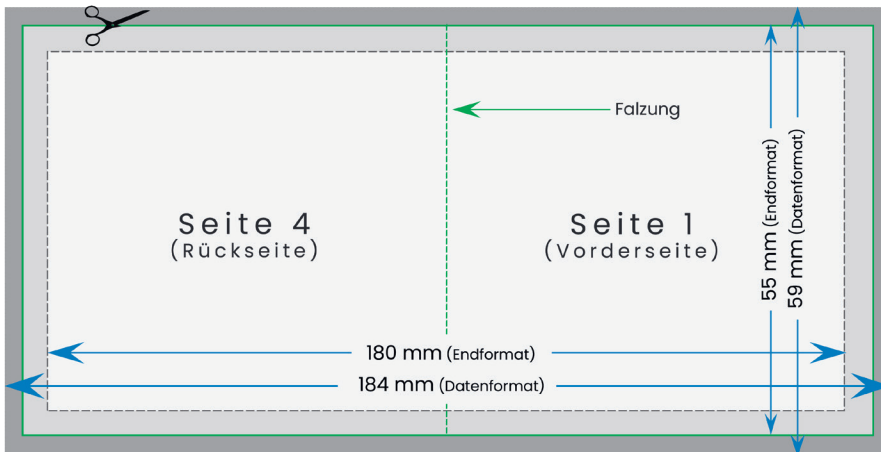 Falzung
Seite 4
(Rückseite)
Seite 1
(Vorderseite)
55 mm (Endformat)
59 mm (Datenformat)
180 mm (Endformat)
184 mm (Datenformat)